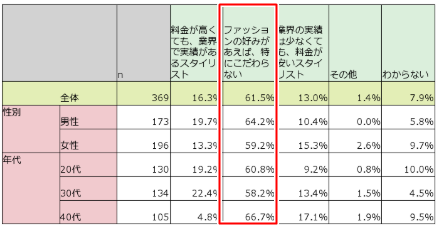 n
料金が高くても、業界で実績があるスタイリスト
ファッションの好みがあえば、特にこだわらない
業界の実績は少なくても、料金が安いスタイリスト
その他
わからない
全体 369 16.3% 61.5% 13.0% 1.4% 7.9%
性別
男性 173 19.7% 64.2% 10.4% 0.0% 5.8%
女性 196 13.3% 59.2% 15.3% 2.6% 9.7%
年代
20代 130 19.2% 60.8% 9.2% 0.8% 10.0%
30代 134 22.4% 58.2% 13.4% 1.5% 4.5%
40代 105 4.8% 66.7% 17.1% 1.9% 9.5%